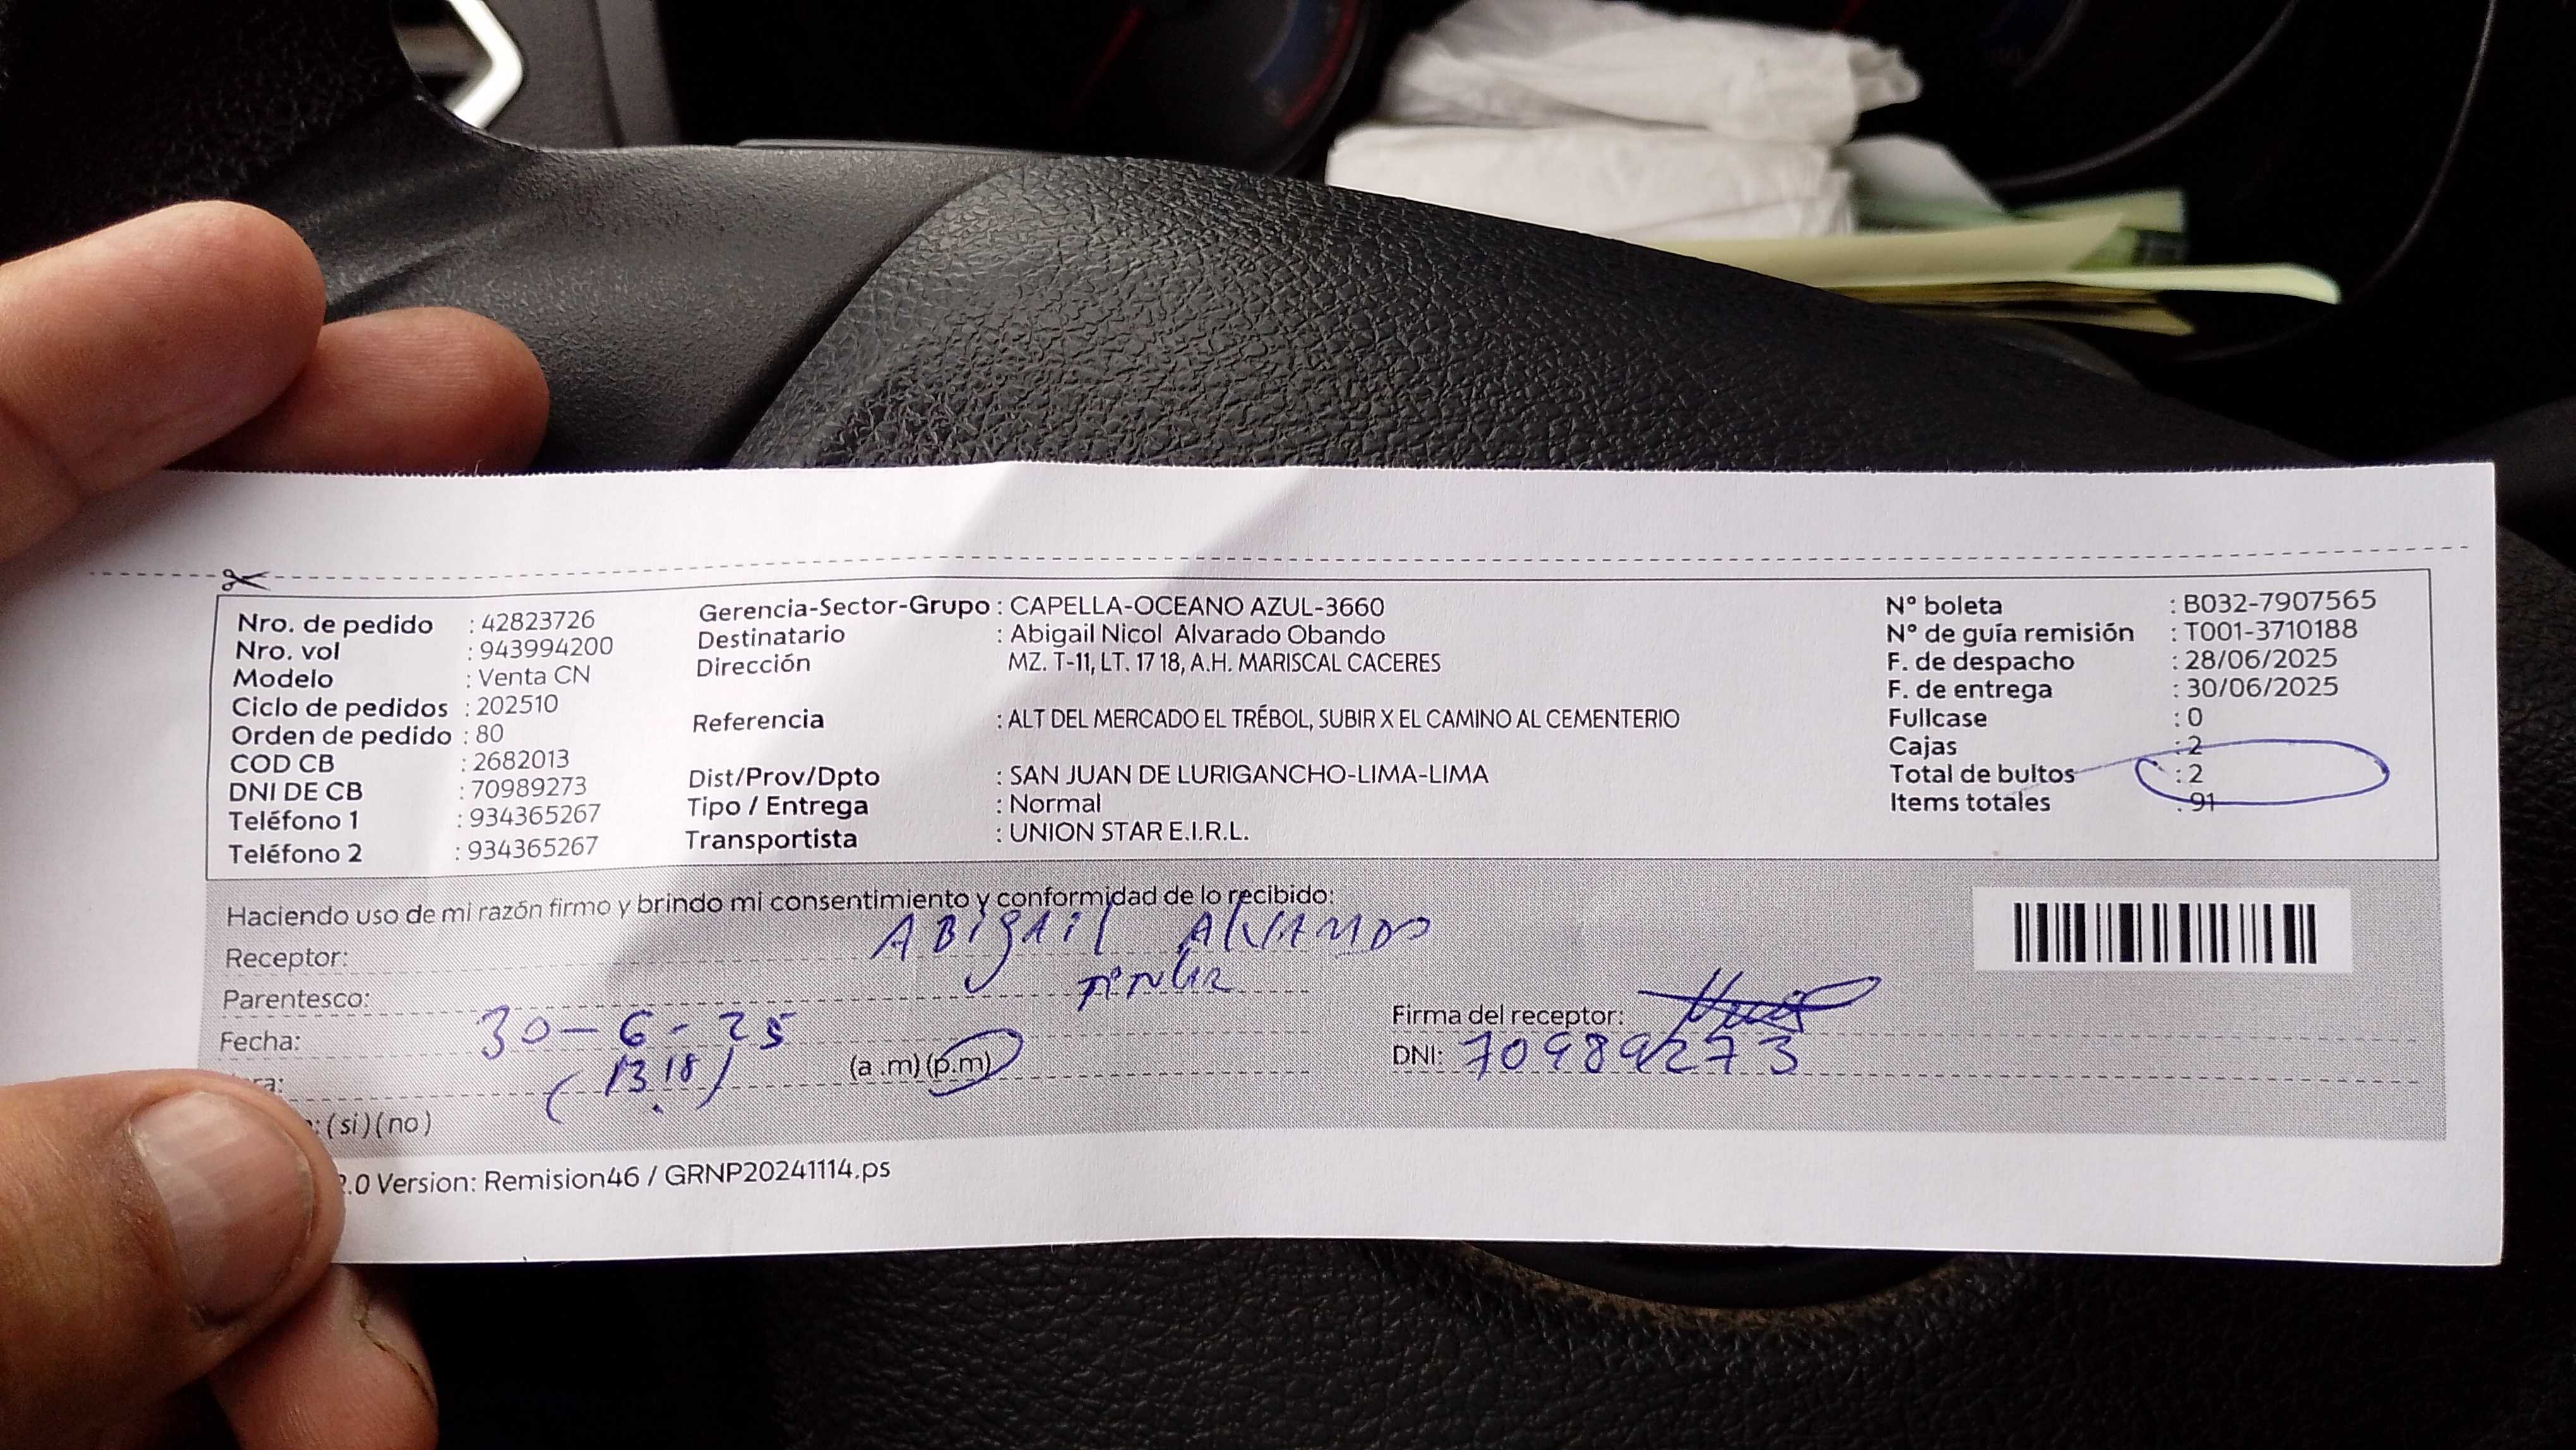 Nro. de pedido : 42823726
Nro. vol : 943994200
Modelo : Venta CN
Ciclo de pedidos : 202510
Orden de pedido : 80
COD CB : 2682013
DNI DE CB : 70989273
Teléfono 1 : 934365267
Teléfono 2 : 934365267
Gerencia-Sector-Grupo : CAPELLA-OCEANO AZUL-3660
Destinatario : Abigail Nicol Alvarado Obando
Dirección MZ. T-11, LT. 17 18, A.H. MARISCAL CACERES
Referencia : ALT DEL MERCADO EL TRÉBOL, SUBIR X EL CAMINO AL CEMENTERIO
Dist/Prov/Dpto : SAN JUAN DE LURIGANCHO-LIMA-LIMA
Tipo / Entrega : Normal
Transportista : UNION STAR E.I.R.L.
N° boleta : B032-7907565
N° de guía remisión : T001-3710188
F. de despacho : 28/06/2025
F. de entrega : 30/06/2025
Fullcase : 0
Cajas : 2
Total de bultos : 2
Items totales : 91
Haciendo uso de mi razón firmo y brindo mi consentimiento y conformidad de lo recibido:
Receptor: ABigail
Parentesco:
Fecha: 30-6-25
(13.18) (a.m) (p.m)
: (si) (no)
Firma del receptor:
DNI: 70989273
2.0 Version: Remision46 / GRNP20241114.ps